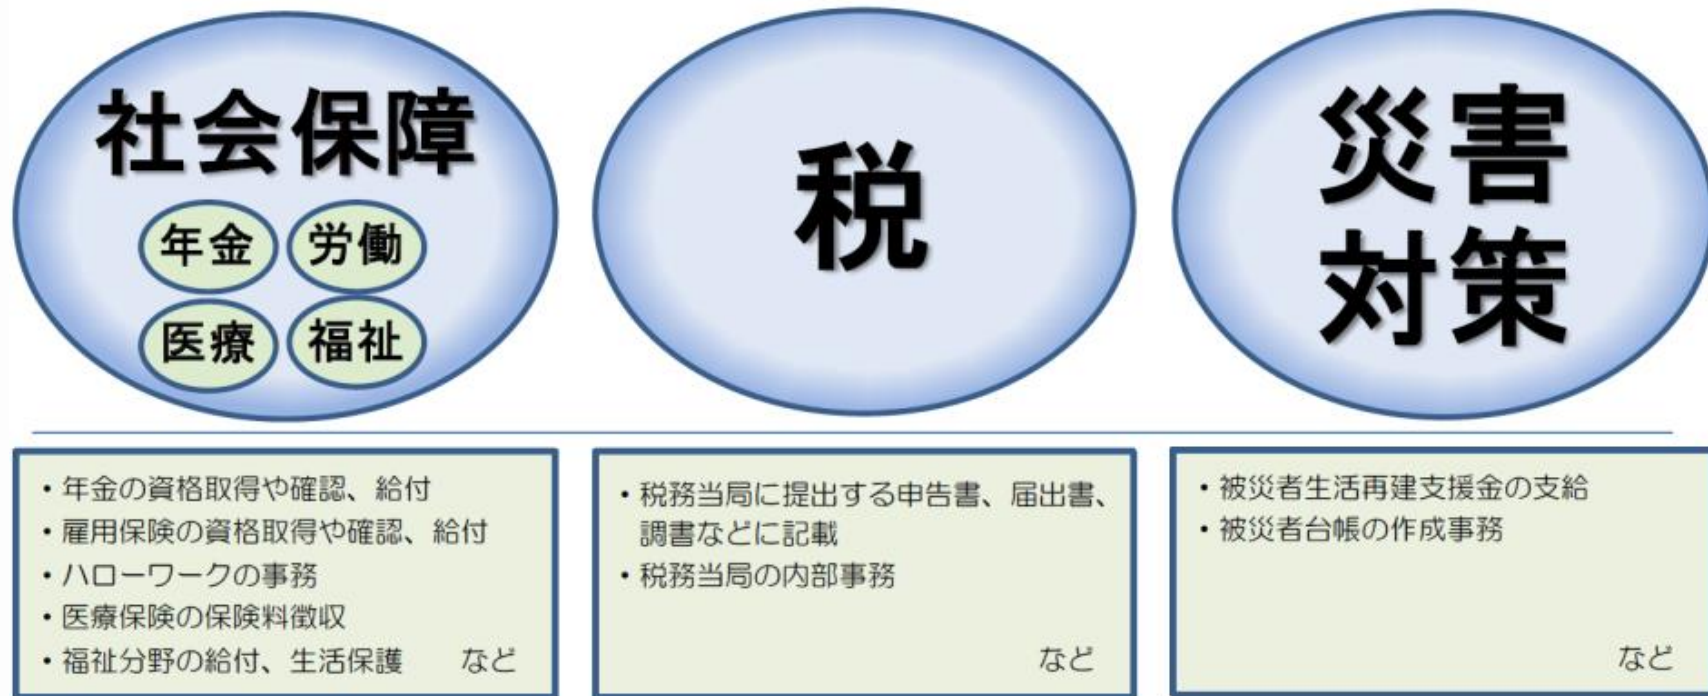 社会保障
年金 労働
医療 福祉
税
災害
対策
・年金の資格取得や確認、給付
・雇用保険の資格取得や確認、給付
・ハローワークの事務
・医療保険の保険料徴収
・福祉分野の給付、生活保護 など
・税務当局に提出する申告書、届出書、
調書などに記載
・税務当局の内部事務
など
・被災者生活再建支援金の支給
・被災者台帳の作成事務
など